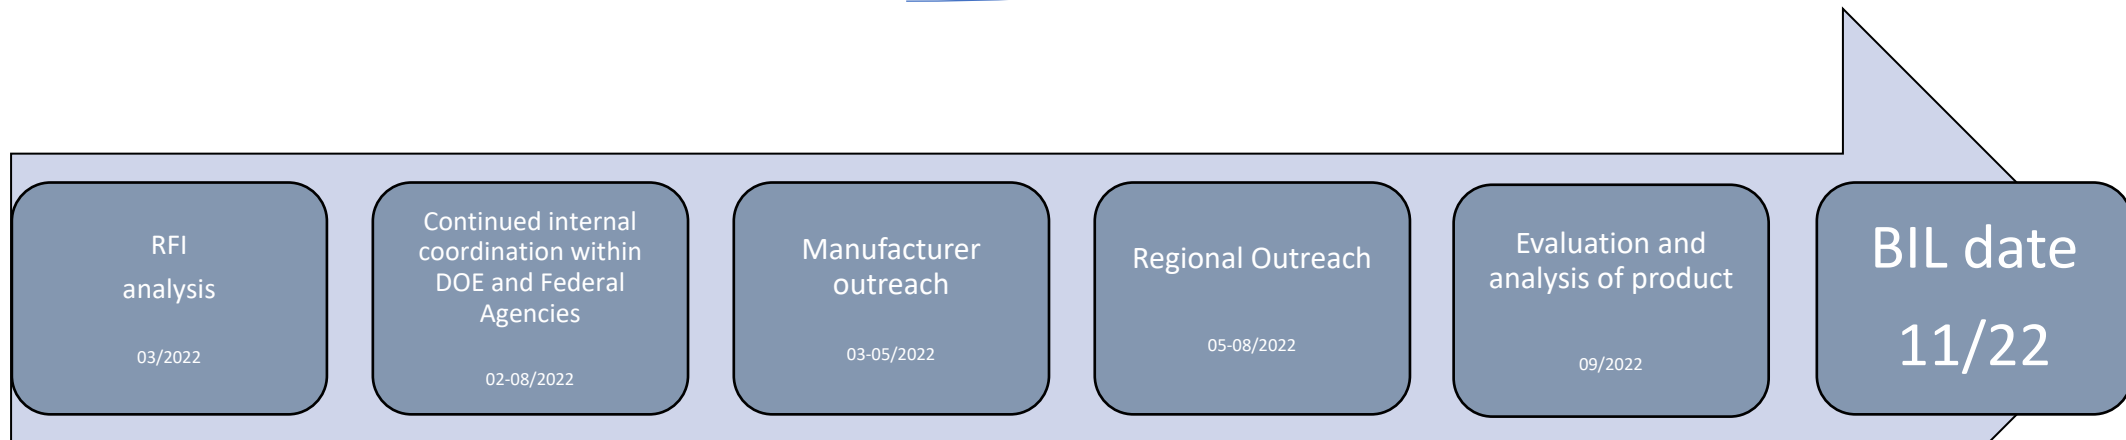 RFI
analysis
03/2022
Continued internal
coordination within
DOE and Federal
Agencies
02-08/2022
Manufacturer
outreach
03-05/2022
Regional Outreach
05-08/2022
Evaluation and
analysis of product
09/2022
BIL date
11/22